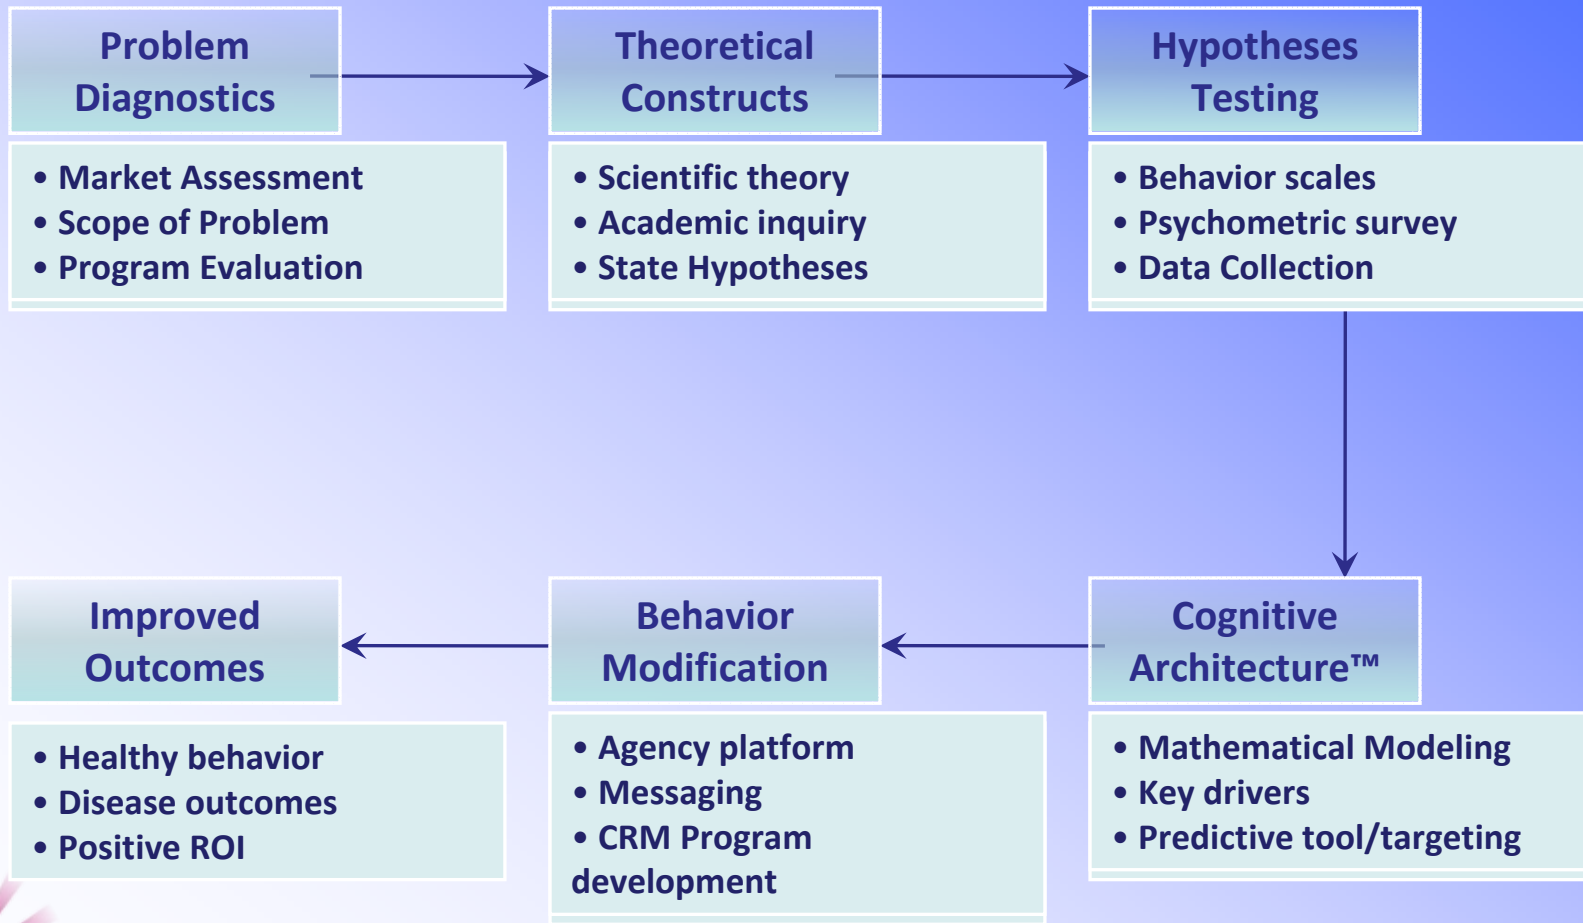 Problem
Diagnostics
• Market Assessment
• Scope of Problem
• Program Evaluation
Theoretical
Constructs
• Scientific theory
• Academic inquiry
• State Hypotheses
Hypotheses
Testing
• Behavior scales
• Psychometric survey
• Data Collection
Cognitive
Architecture™
• Mathematical Modeling
• Key drivers
• Predictive tool/targeting
Behavior
Modification
• Agency platform
• Messaging
• CRM Program
development
Improved
Outcomes
• Healthy behavior
• Disease outcomes
• Positive ROI